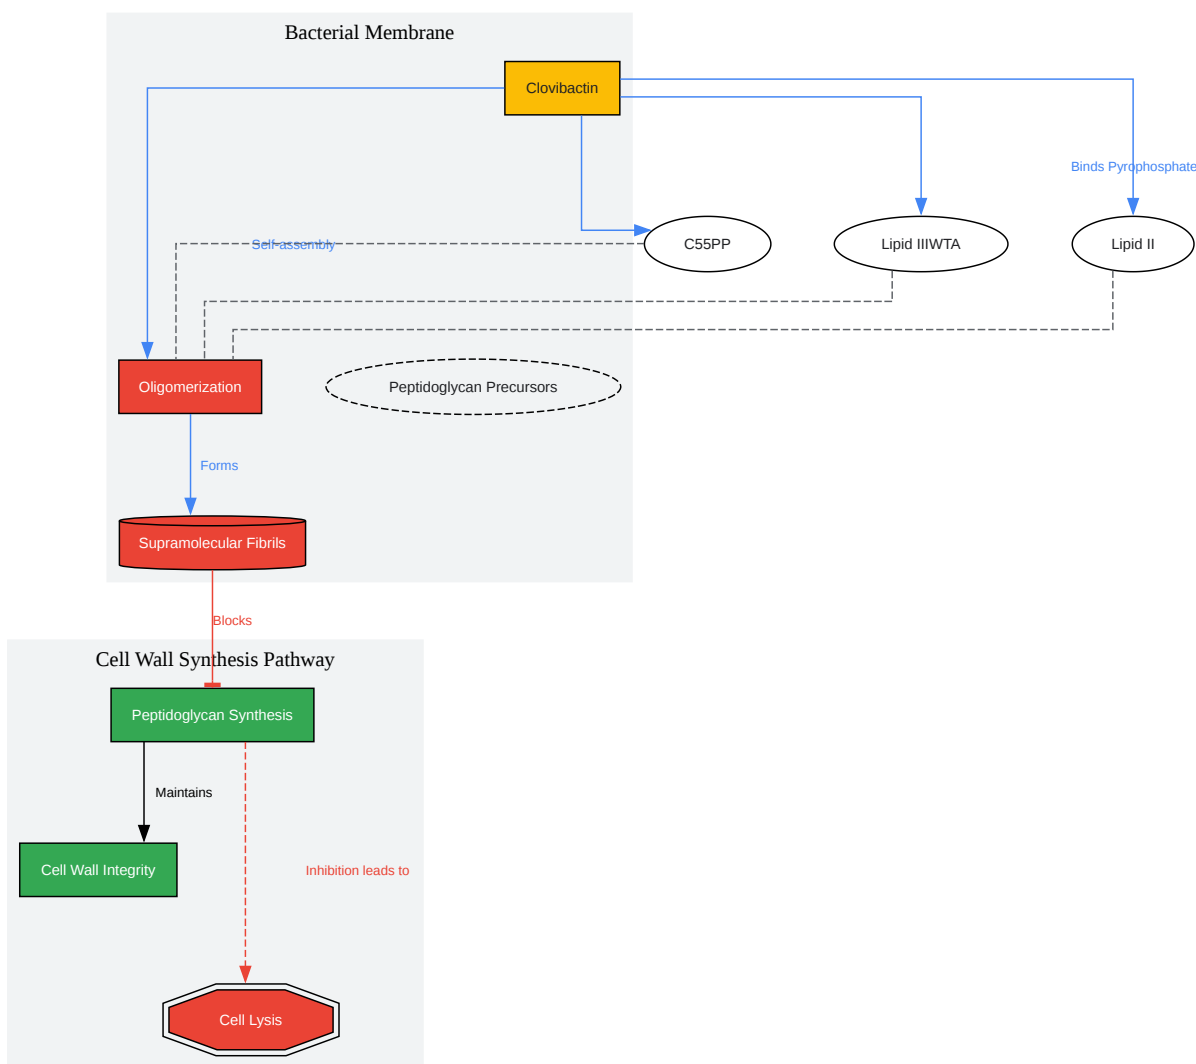 Bacterial Membrane
Clovibactin
Binds Pyrophosphate
Self-assembly
C55PP
Lipid IIIWTA
Lipid II
Oligomerization
Peptidoglycan Precursors
Forms
Supramolecular Fibrils
Blocks
Cell Wall Synthesis Pathway
Peptidoglycan Synthesis
Maintains
Cell Wall Integrity
Inhibition leads to
Cell Lysis